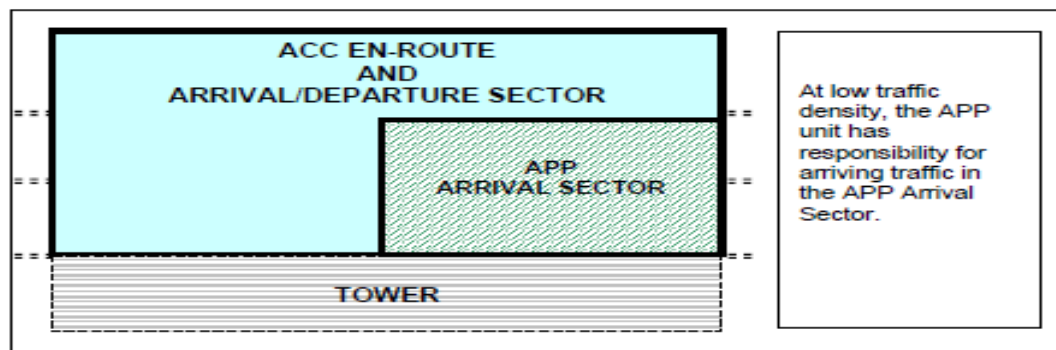 ACC EN-ROUTE
AND
ARRIVAL/DEPARTURE SECTOR
APP
ARRIVAL SECTOR
TOWER
At low traffic
density, the APP
unit has
responsibility for
arriving traffic in
the APP Arrival
Sector.